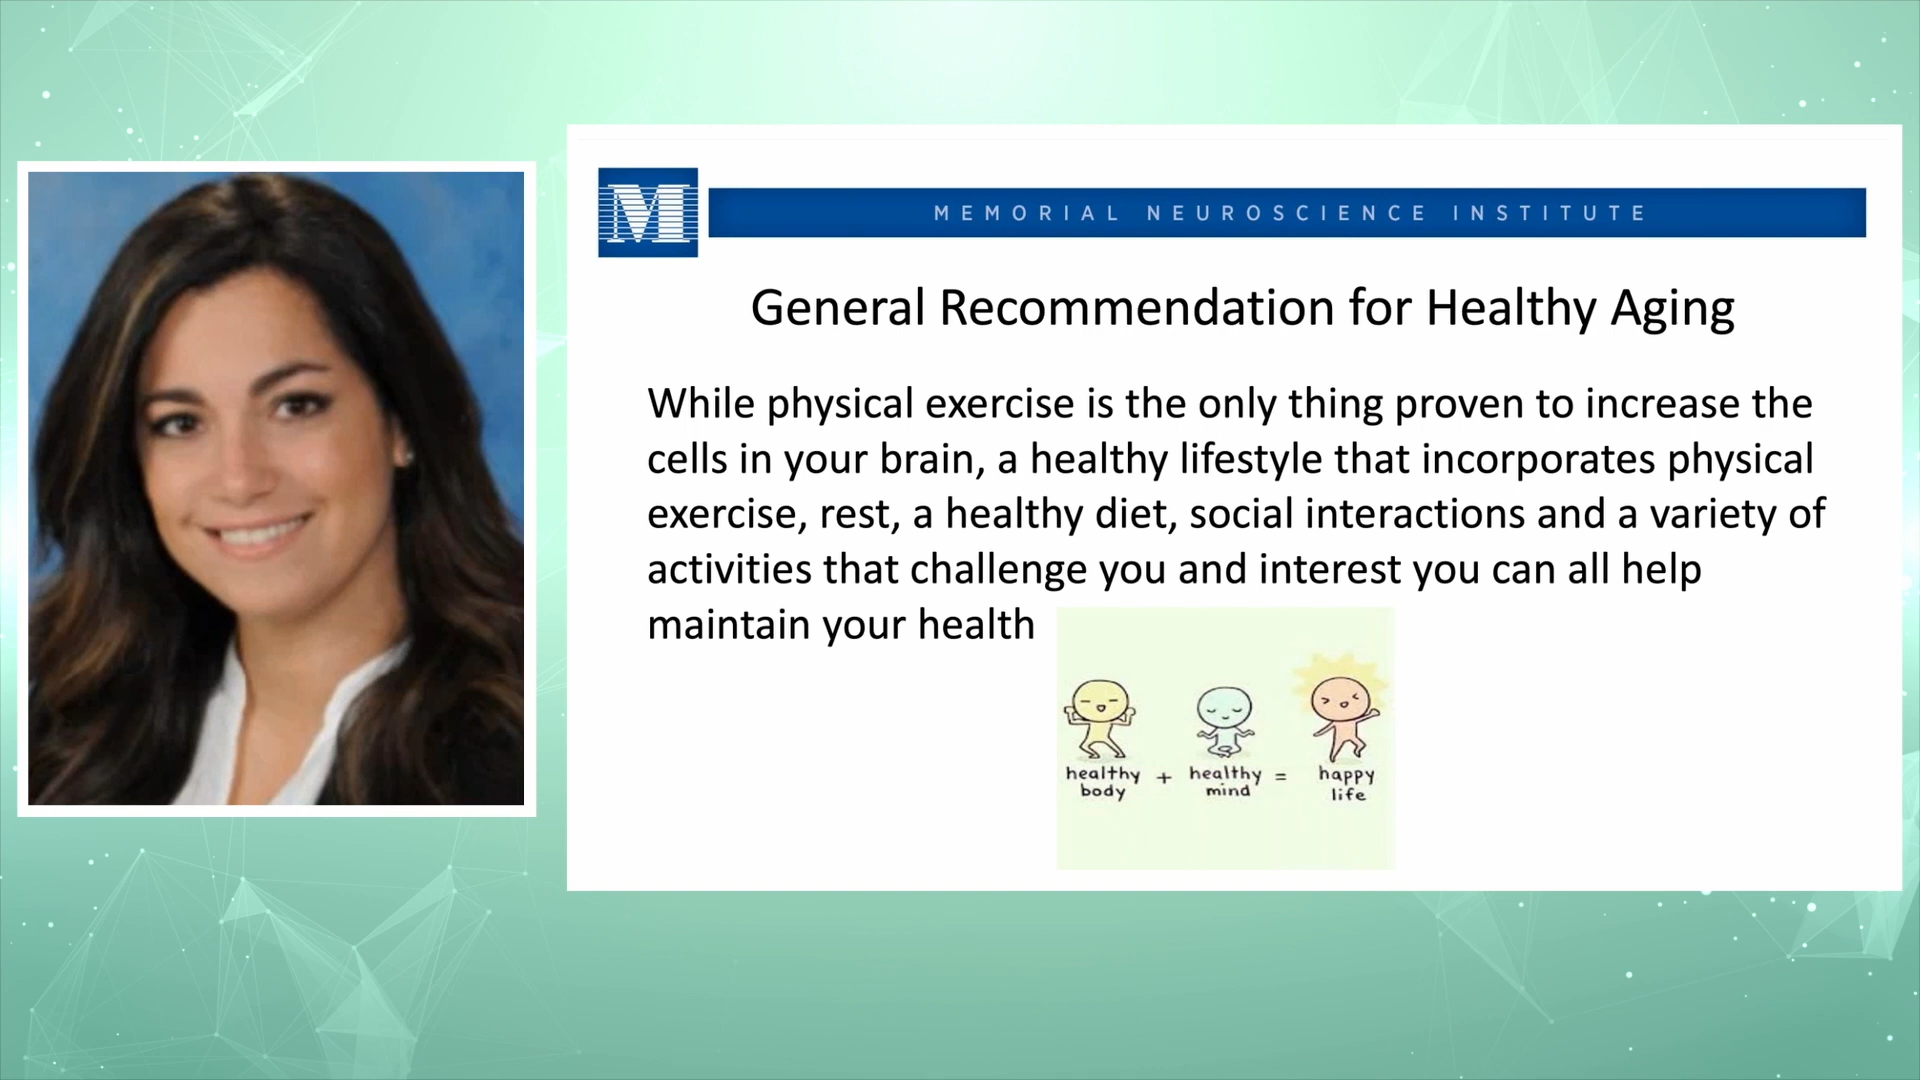 M
MEMORIAL NEUROSCIENCE INSTITUTE
General Recommendation for Healthy Aging
While physical exercise is the only thing proven to increase the
cells in your brain, a healthy lifestyle that incorporates physical
exercise, rest, a healthy diet, social interactions and a variety of
activities that challenge you and interest you can all help
maintain your health
healthy body + healthy mind = happy life